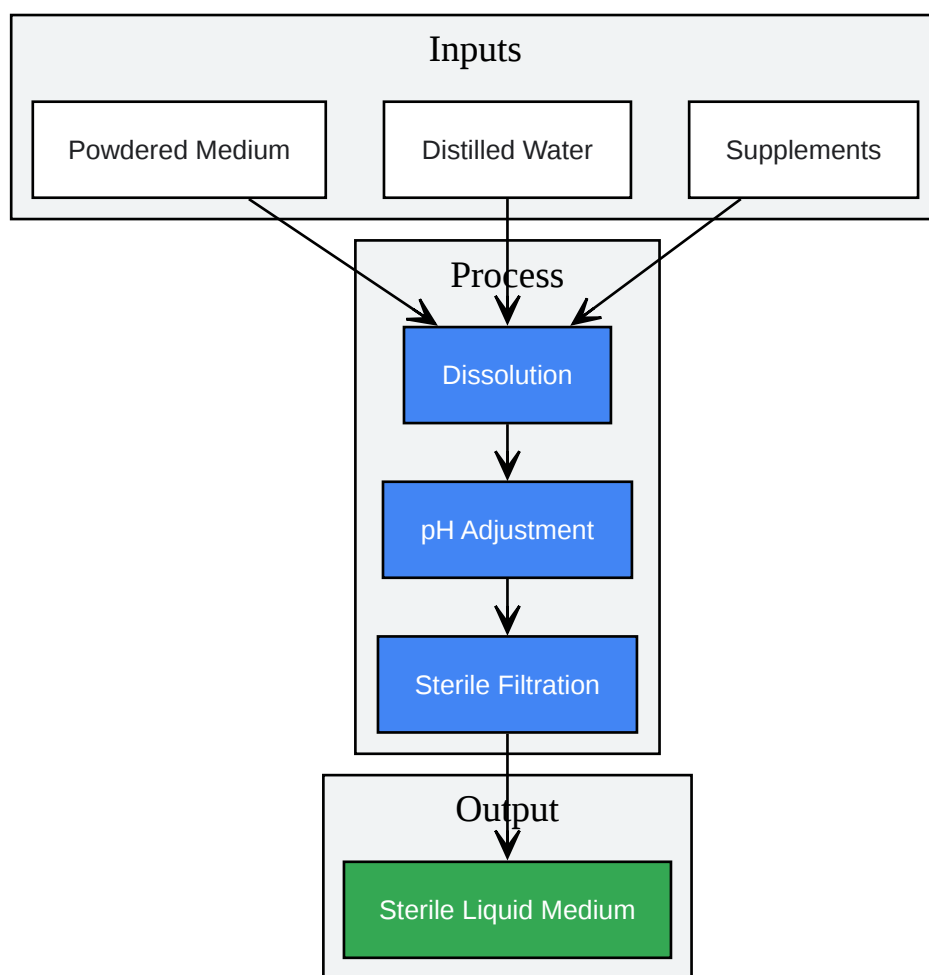 Inputs
Powdered Medium
Distilled Water
Supplements
Process
Dissolution
pH Adjustment
Sterile Filtration
Output
Sterile Liquid Medium